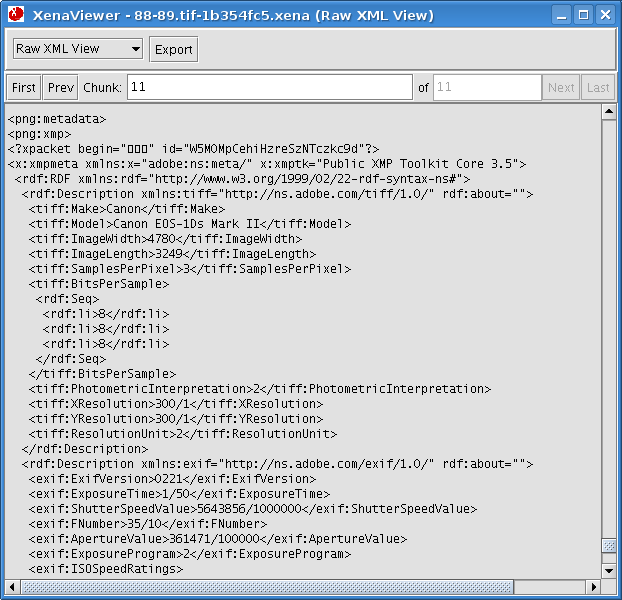 XenaViewer - 88-89.tif-1b354fc5.xena (Raw XML View)
Raw XML View Export
First Prev Chunk: 11 of 11 Next Last
<png:metadata>
<png:xmp>
<?xpacket begin="□□□" id="W5M0MpCehiHzreSzNTczkc9d"?>
<x:xmpmeta xmlns:x="adobe:ns:meta/" x:xmptk="Public XMP Toolkit Core 3.5">
<rdf:RDF xmlns:rdf="http://www.w3.org/1999/02/22-rdf-syntax-ns#">
<rdf:Description xmlns:tiff="http://ns.adobe.com/tiff/1.0/" rdf:about="">
<tiff:Make>Canon</tiff:Make>
<tiff:Model>Canon EOS-1Ds Mark II</tiff:Model>
<tiff:ImageWidth>4780</tiff:ImageWidth>
<tiff:ImageLength>3249</tiff:ImageLength>
<tiff:SamplesPerPixel>3</tiff:SamplesPerPixel>
<tiff:BitsPerSample>
<rdf:Seq>
<rdf:li>8</rdf:li>
<rdf:li>8</rdf:li>
<rdf:li>8</rdf:li>
</rdf:Seq>
</tiff:BitsPerSample>
<tiff:PhotometricInterpretation>2</tiff:PhotometricInterpretation>
<tiff:XResolution>300/1</tiff:XResolution>
<tiff:YResolution>300/1</tiff:YResolution>
<tiff:ResolutionUnit>2</tiff:ResolutionUnit>
</rdf:Description>
<rdf:Description xmlns:exif="http://ns.adobe.com/exif/1.0/" rdf:about="">
<exif:ExifVersion>0221</exif:ExifVersion>
<exif:ExposureTime>1/50</exif:ExposureTime>
<exif:ShutterSpeedValue>5643856/1000000</exif:ShutterSpeedValue>
<exif:FNumber>35/10</exif:FNumber>
<exif:ApertureValue>361471/100000</exif:ApertureValue>
<exif:ExposureProgram>2</exif:ExposureProgram>
<exif:ISOSpeedRatings>